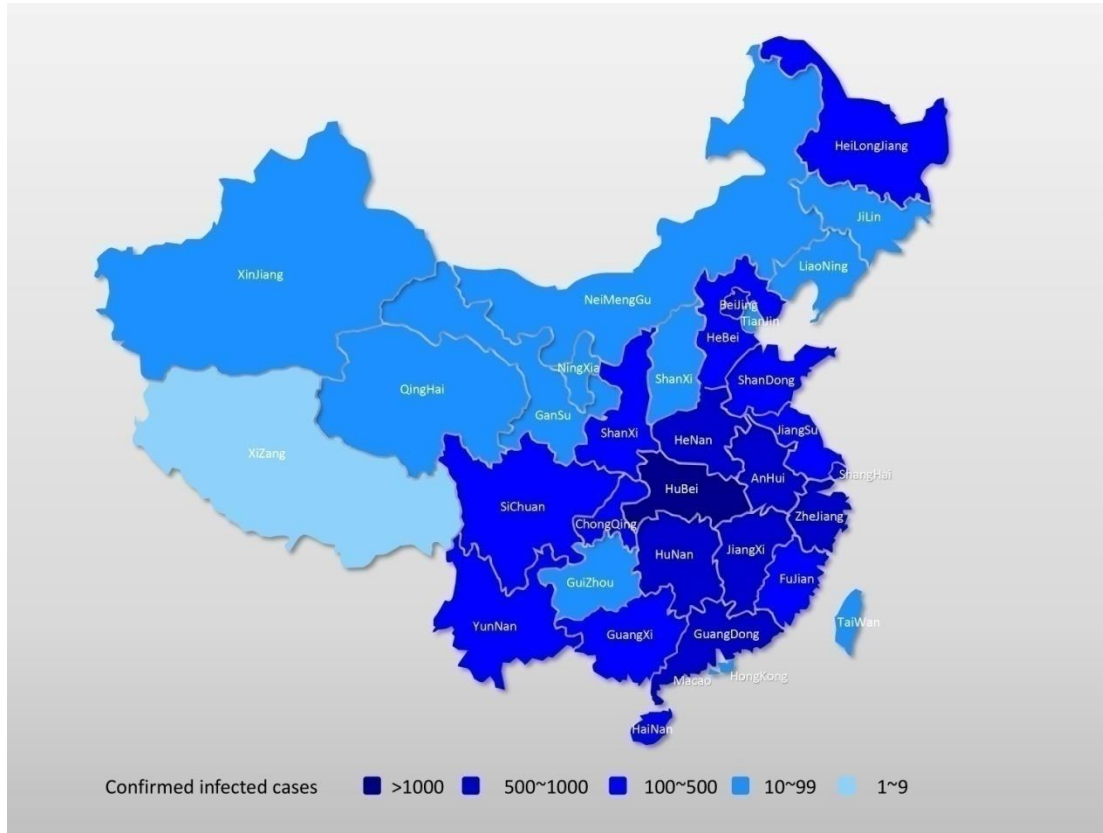 HeiLongJiang
JiLin
LiaoNing
XinJiang
NeiMengGu
BeiJing
TianJin
HeBei
NingXia
ShanXi
ShanDong
QingHai
GanSu
ShanXi
HeNan
JiangSu
XiZang
HuBei
AnHui
ShangHai
SiChuan
ChongQing
ZheJiang
HuNan
JiangXi
GuiZhou
FuJian
YunNan
GuangXi
GuangDong
TaiWan
Macao
HongKong
HaiNan
Confirmed infected cases >1000 500~1000 100~500 10~99 1~9